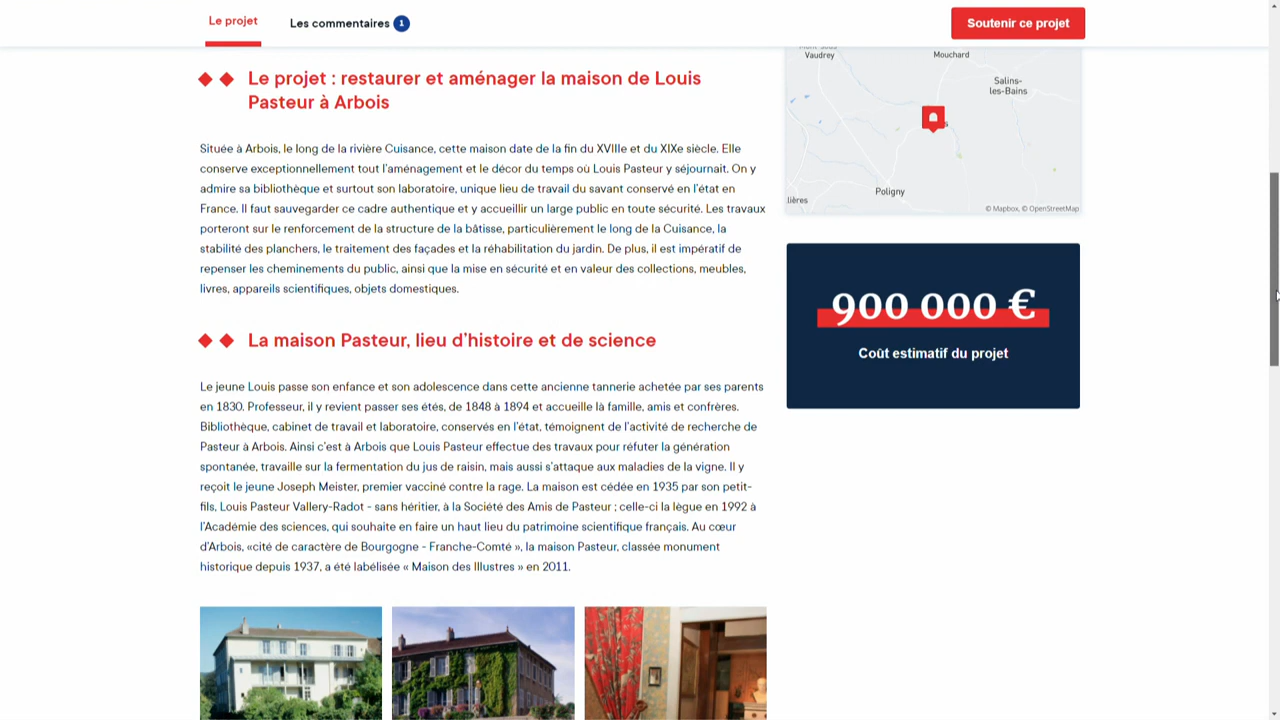 Le projet
Les commentaires 1
Soutenir ce projet
Le projet : restaurer et aménager la maison de Louis
Pasteur à Arbois
Située à Arbois, le long de la rivière Cuisance, cette maison date de la fin du XVIIIe et du XIXe siècle. Elle
conserve exceptionnellement tout l'aménagement et le décor du temps où Louis Pasteur y séjournait. On y
admire sa bibliothèque et surtout son laboratoire, unique lieu de travail du savant conservé en l'état en
France. Il faut sauvegarder ce cadre authentique et y accueillir un large public en toute sécurité. Les travaux
porteront sur le renforcement de la structure de la bâtisse, particulièrement le long de la Cuisance, la
stabilité des planchers, le traitement des façades et la réhabilitation du jardin. De plus, il est impératif de
repenser les cheminements du public, ainsi que la mise en sécurité et en valeur des collections, meubles,
livres, appareils scientifiques, objets domestiques.
La maison Pasteur, lieu d'histoire et de science
Le jeune Louis passe son enfance et son adolescence dans cette ancienne tannerie achetée par ses parents
en 1830. Professeur, il y revient passer ses étés, de 1848 à 1894 et accueille là famille, amis et confrères.
Bibliothèque, cabinet de travail et laboratoire, conservés en l'état, témoignent de l'activité de recherche de
Pasteur à Arbois. Ainsi c'est à Arbois que Louis Pasteur effectue des travaux pour réfuter la génération
spontanée, travaille sur la fermentation du jus de raisin, mais aussi s'attaque aux maladies de la vigne. Il y
reçoit le jeune Joseph Meister, premier vacciné contre la rage. La maison est cédée en 1935 par son petit-
fils, Louis Pasteur Vallery-Radot - sans héritier, à la Société des Amis de Pasteur ; celle-ci la lègue en 1992 à
l'Académie des sciences, qui souhaite en faire un haut lieu du patrimoine scientifique français. Au cœur
d'Arbois, «cité de caractère de Bourgogne - Franche-Comté », la maison Pasteur, classée monument
historique depuis 1937, a été labélisée « Maison des Illustres » en 2011.
Vaudrey
Mouchard
Salins-
les-Bains
Poligny
lières
© Mapbox, © OpenStreetMap
900 000 €
Coût estimatif du projet